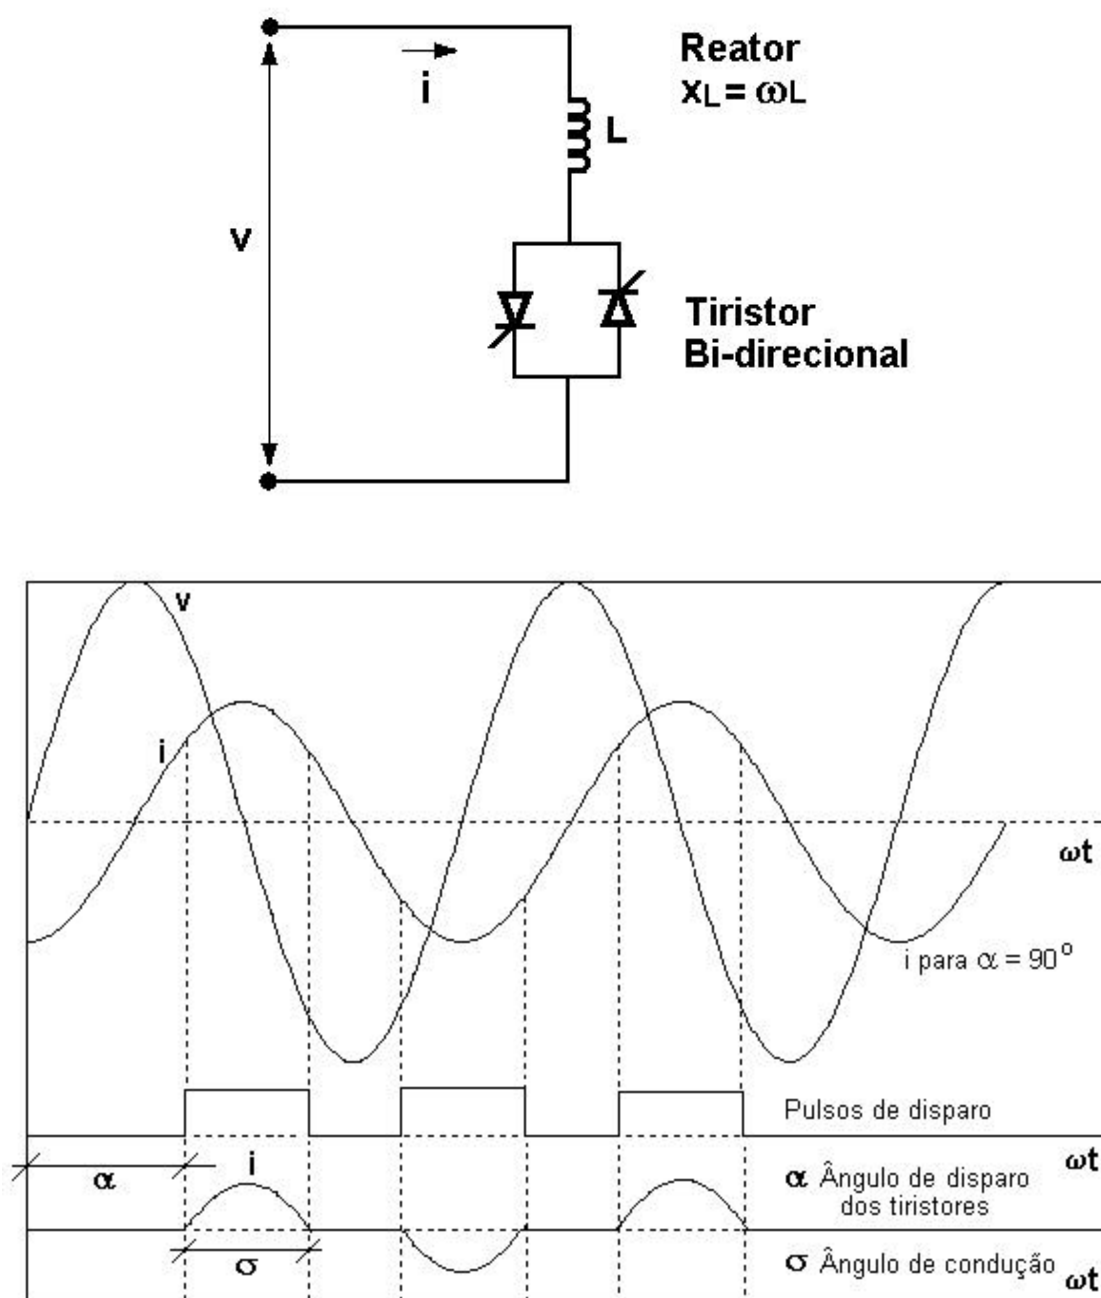 Reator
XL = ωL
i
L
v
Tiristor
Bi-direcional
v
i
ωt
i para α = 90°
Pulsos de disparo
ωt
α
i
α Ângulo de disparo
dos tiristores
σ
σ Ângulo de condução
ωt